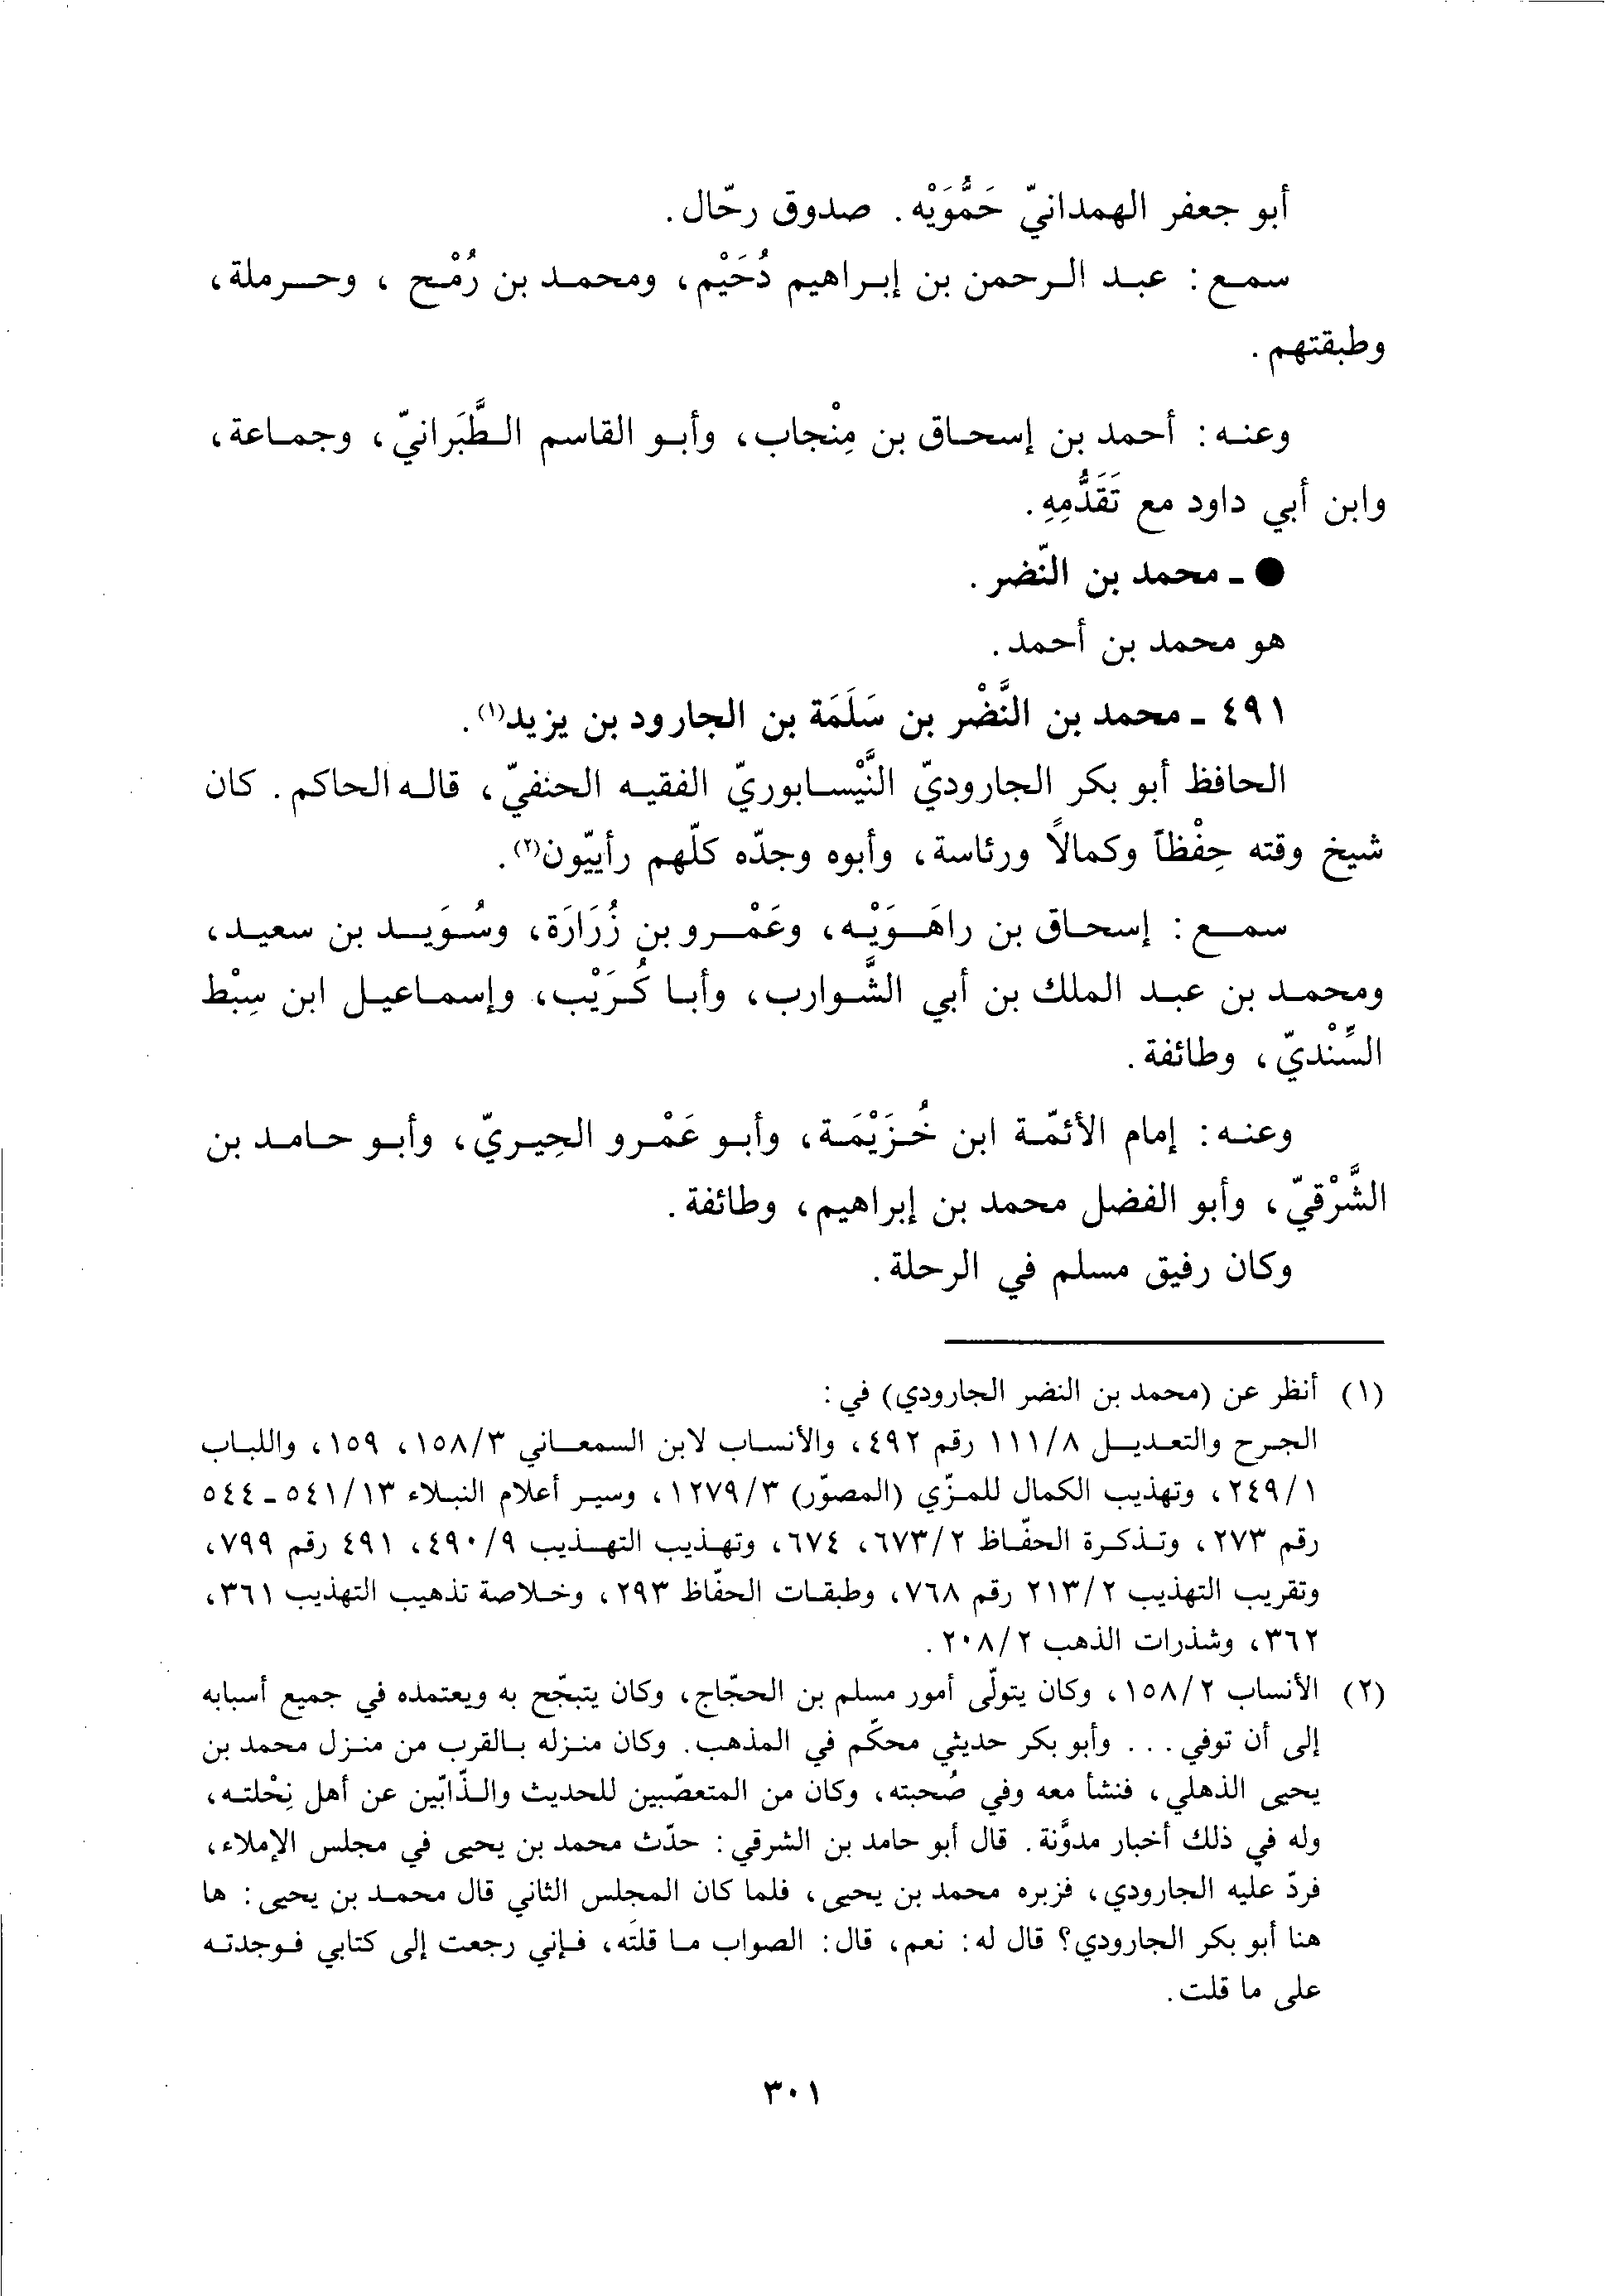 أبو جعفر الهمدانيّ حَمُّوَيْه. صدوق رحّال.
سمع: عبد الرحمن بن إبراهيم دُحَيْم، ومحمد بن رُمْح، وحرملة،
وطبقتهم.
وعنه: أحمد بن إسحاق بن مِنْجاب، وأبو القاسم الطَّبَرانيّ، وجماعة،
وابن أبي داود مع تَقَدُّمِهِ.
● ـ محمد بن النّضر.
هو محمد بن أحمد.
٤٩١ ـ محمد بن النَّضْر بن سَلَمَة بن الجارود بن يزيد(١).
الحافظ أبو بكر الجاروديّ النَّيْسابوريّ الفقيه الحنفيّ، قاله الحاكم. كان
شيخ وقته حِفْظاً وكمالاً ورئاسة، وأبوه وجدّه كلّهم رأييّون(٢).
سمع: إسحاق بن راهَوَيْه، وعَمْرو بن زُرَارَة، وسُوَيد بن سعيد،
ومحمد بن عبد الملك بن أبي الشَّوارب، وأبا كُرَيْب، وإسماعيل ابن سِبْط
السِّنْديّ، وطائفة.
وعنه: إمام الأئمّة ابن خُزَيْمَة، وأبو عَمْرو الحِيريّ، وأبو حامد بن
الشَّرْقيّ، وأبو الفضل محمد بن إبراهيم، وطائفة.
وكان رفيق مسلم في الرحلة.
(١) أنظر عن (محمد بن النضر الجارودي) في:
الجرح والتعديل ٨/١١١ رقم ٤٩٢، والأنساب لابن السمعاني ٣/١٥٨، ١٥٩، واللباب
١/٢٤٩، وتهذيب الكمال للمزّي (المصوّر) ٣/١٢٧٩، وسير أعلام النبلاء ١٣/٥٤١ ـ ٥٤٤
رقم ٢٧٣، وتذكرة الحفّاظ ٢/٦٧٣، ٦٧٤، وتهذيب التهذيب ٩/٤٩٠، ٤٩١ رقم ٧٩٩،
وتقريب التهذيب ٢/٢١٣ رقم ٧٦٨، وطبقات الحفّاظ ٢٩٣، وخلاصة تذهيب التهذيب ٣٦١،
٣٦٢، وشذرات الذهب ٢/٢٠٨.
(٢) الأنساب ٢/١٥٨، وكان يتولّى أمور مسلم بن الحجّاج، وكان يتبجّح به ويعتمده في جميع أسبابه
إلى أن توفي... وأبو بكر حديثي محكّم في المذهب. وكان منزله بالقرب من منزل محمد بن
يحيى الذهلي، فنشأ معه وفي صُحبته، وكان من المتعصّبين للحديث والذّابّين عن أهل نِحْلته،
وله في ذلك أخبار مدوَّنة. قال أبو حامد بن الشرقي: حدّث محمد بن يحيى في مجلس الإملاء،
فردّ عليه الجارودي، فزبره محمد بن يحيى، فلما كان المجلس الثاني قال محمد بن يحيى: ها
هنا أبو بكر الجارودي؟ قال له: نعم، قال: الصواب ما قلتَه، فإني رجعت إلى كتابي فوجدته
على ما قلت.
٣٠١